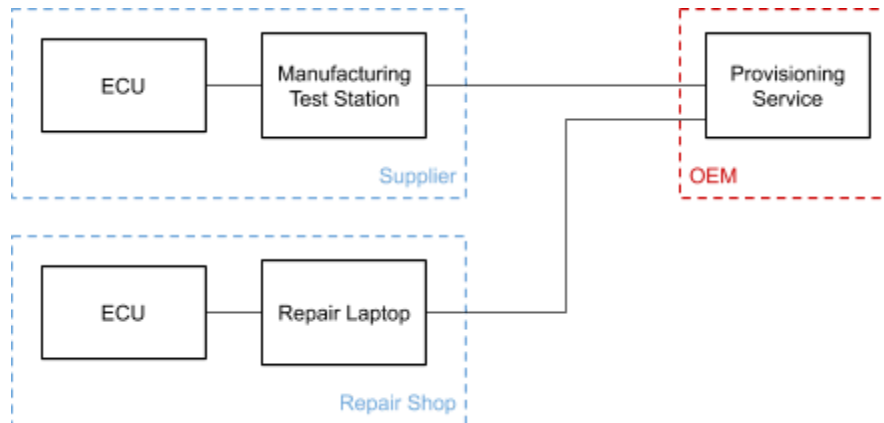 ECU
Manufacturing
Test Station
Provisioning
Service
Supplier
OEM
ECU
Repair Laptop
Repair Shop